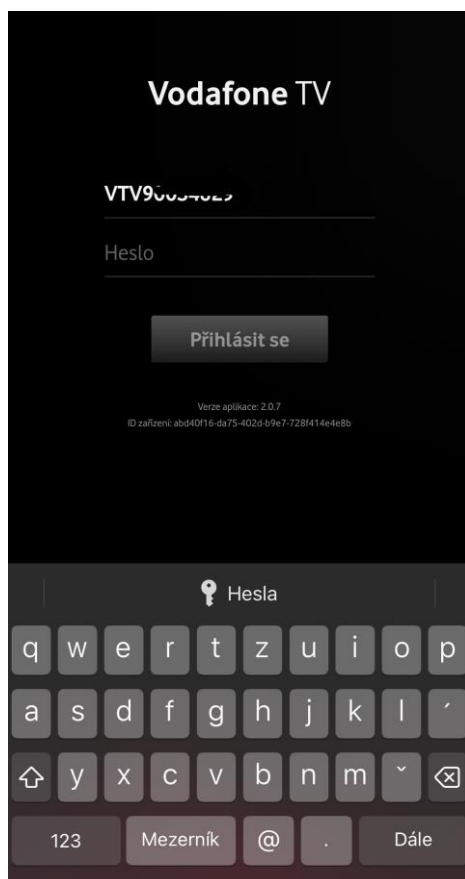 Vodafone TV
Heslo
Přihlásit se
Verze aplikace: 2.0.7
ID zařízení: abd40f16-da75-402d-b9e7-728f414e4e8b
Hesla
q w e r t z u i o p
a s d f g h j k l ´
y x c v b n m ˇ
123 Mezerník @ . Dále